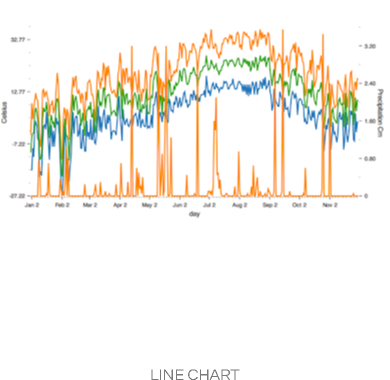 32.77
12.77
-7.22
-27.22
Celsius
3.20
2.40
1.60
0.80
0
Precipitation Cm
Jan 2 Feb 2 Mar 2 Apr 2 May 2 Jun 2 Jul 2 Aug 2 Sep 2 Oct 2 Nov 2
day
LINE CHART